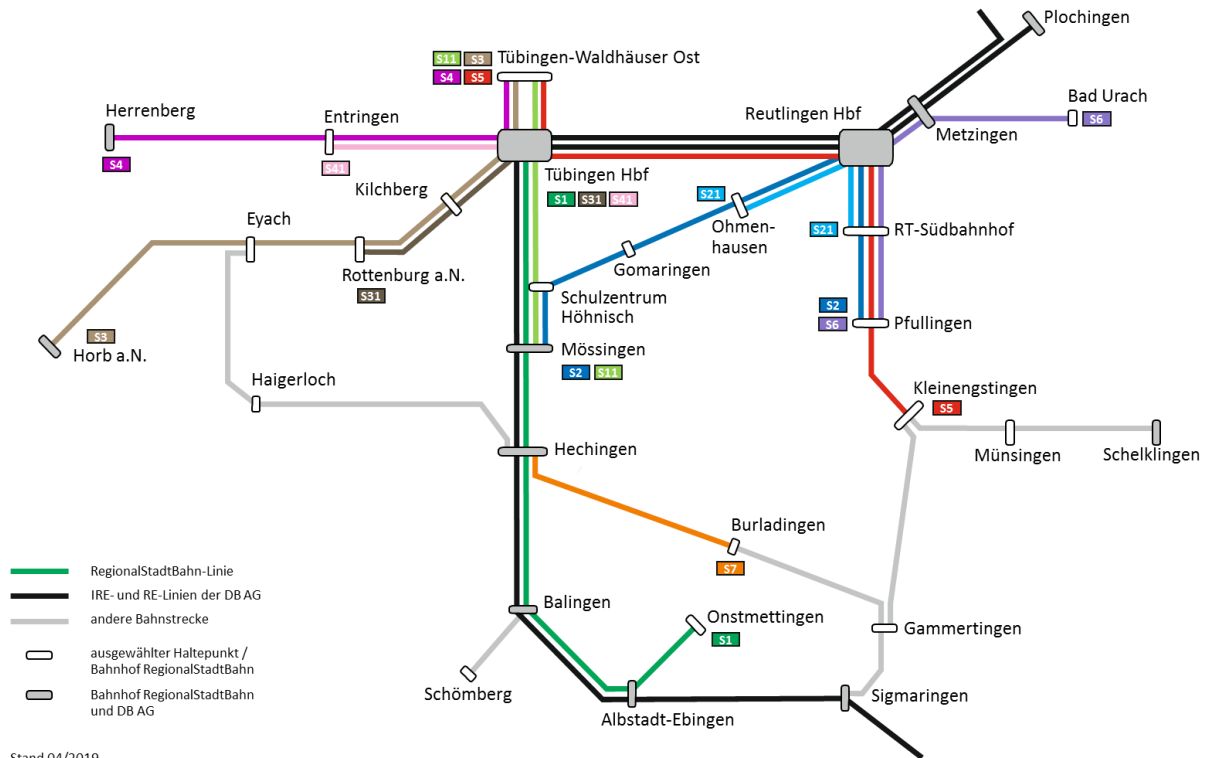 Plochingen
S11 S3
Tübingen-Waldhäuser Ost
S4 S5
Herrenberg
S4
Entringen
S41
Reutlingen Hbf
Bad Urach
S6
Metzingen
Kilchberg
Tübingen Hbf
S1 S31 S41
S21
Ohmen-
hausen
S21
RT-Südbahnhof
Eyach
Rottenburg a.N.
S31
Gomaringen
Schulzentrum
Höhnisch
S2
S6
Pfullingen
S3
Horb a.N.
Mössingen
S2 S11
Haigerloch
Kleinengstingen
S5
Hechingen
Münsingen
Schelklingen
Burladingen
S7
RegionalStadtBahn-Linie
IRE- und RE-Linien der DB AG
andere Bahnstrecke
ausgewählter Haltepunkt /
Bahnhof RegionalStadtBahn
Bahnhof RegionalStadtBahn
und DB AG
Balingen
Onstmettingen
S1
Gammertingen
Schömberg
Albstadt-Ebingen
Sigmaringen
Stand 04/2019